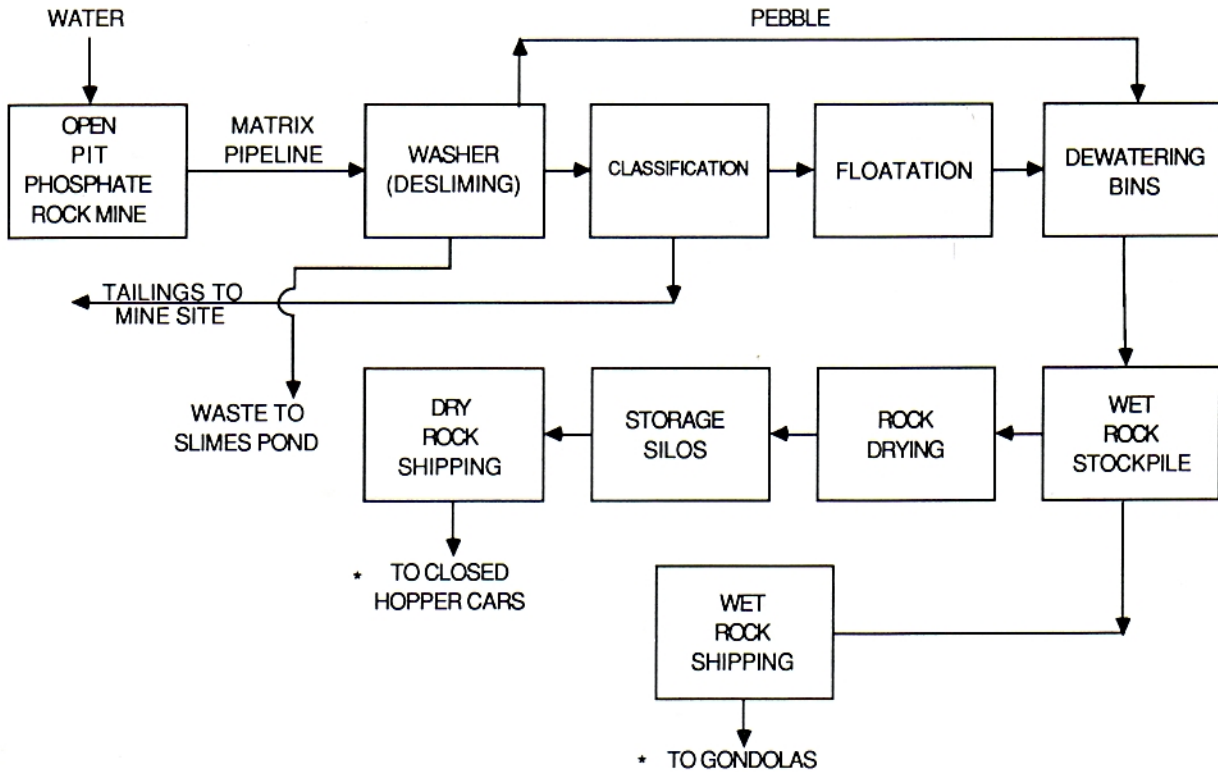 WATER
PEBBLE
OPEN
PIT
PHOSPHATE
ROCK MINE
MATRIX
PIPELINE
WASHER
(DESLIMING)
CLASSIFICATION
FLOATATION
DEWATERING
BINS
TAILINGS TO
MINE SITE
WASTE TO
SLIMES POND
DRY
ROCK
SHIPPING
STORAGE
SILOS
ROCK
DRYING
WET
ROCK
STOCKPILE
* TO CLOSED
HOPPER CARS
WET
ROCK
SHIPPING
* TO GONDOLAS